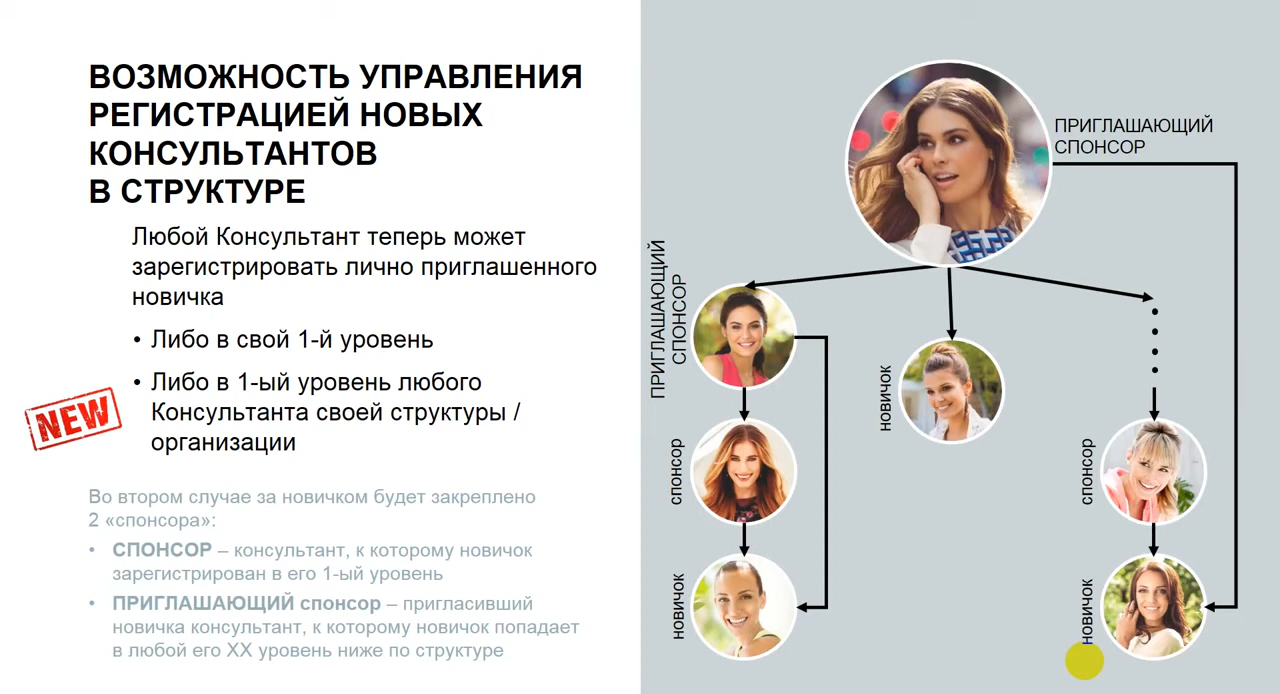 ВОЗМОЖНОСТЬ УПРАВЛЕНИЯ
РЕГИСТРАЦИЕЙ НОВЫХ
КОНСУЛЬТАНТОВ
В СТРУКТУРЕ
Любой Консультант теперь может
зарегистрировать лично приглашенного
новичка
• Либо в свой 1-й уровень
• Либо в 1-ый уровень любого
Консультанта своей структуры /
организации
NEW
Во втором случае за новичком будет закреплено
2 «спонсора»:
• СПОНСОР – консультант, к которому новичок
зарегистрирован в его 1-ый уровень
• ПРИГЛАШАЮЩИЙ спонсор – пригласивший
новичка консультант, к которому новичок попадает
в любой его ХХ уровень ниже по структуре
ПРИГЛАШАЮЩИЙ
СПОНСОР
ПРИГЛАШАЮЩИЙ
СПОНСОР
новичок
спонсор
спонсор
новичок
новичок